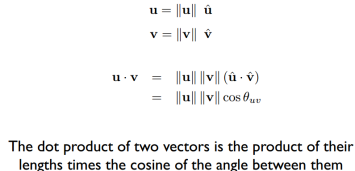 u = ‖u‖ û
v = ‖v‖ v̂
u · v = ‖u‖ ‖v‖ (û · v̂)
= ‖u‖ ‖v‖ cos θuv
The dot product of two vectors is the product of their
lengths times the cosine of the angle between them